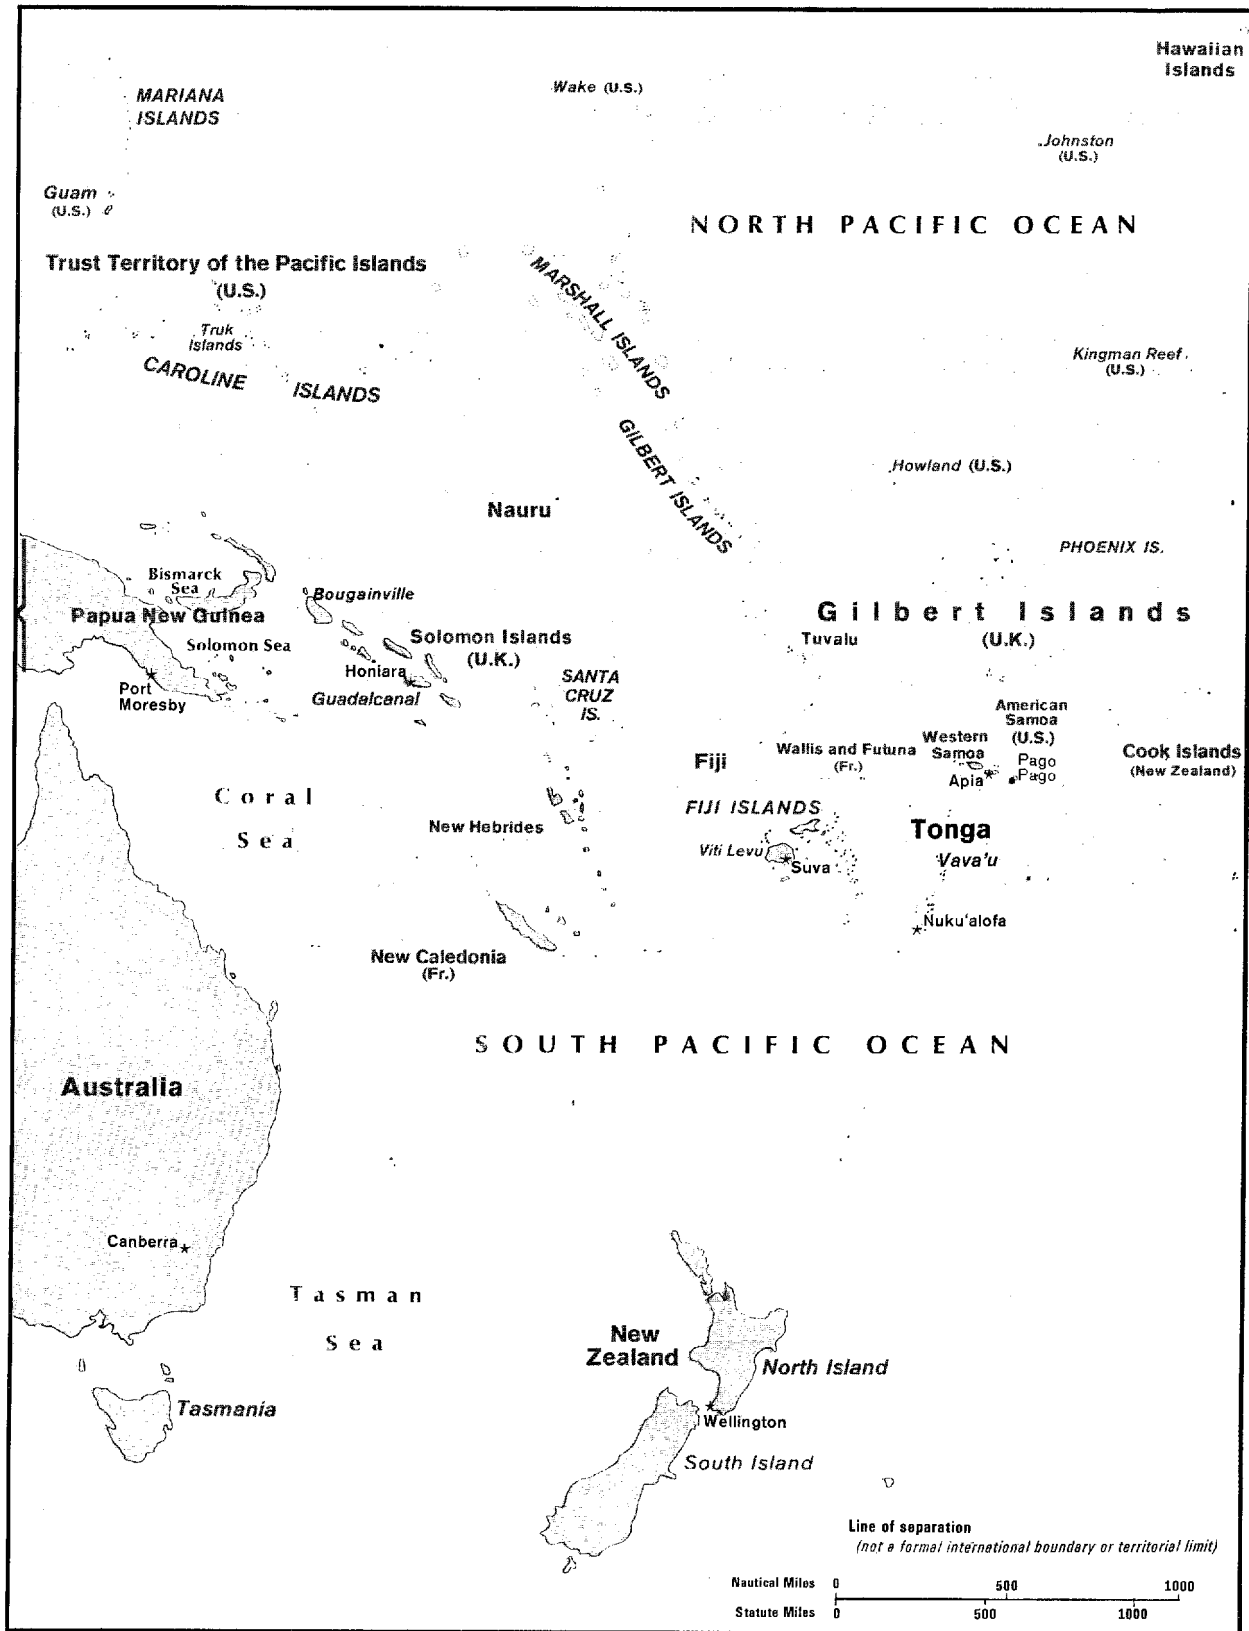 Hawaiian
Islands
MARIANA
ISLANDS
Wake (U.S.)
Johnston
(U.S.)
Guam
(U.S.)
NORTH PACIFIC OCEAN
Trust Territory of the Pacific Islands
(U.S.)
MARSHALL ISLANDS
Truk
Islands
CAROLINE ISLANDS
Kingman Reef
(U.S.)
GILBERT ISLANDS
Howland (U.S.)
Nauru
PHOENIX IS.
Bismarck
Sea
Bougainville
Papua New Guinea
Gilbert Islands
(U.K.)
Solomon Sea
Solomon Islands
(U.K.)
Tuvalu
Honiara
Port
Moresby
Guadalcanal
SANTA
CRUZ
IS.
American
Samoa
(U.S.)
Western
Samoa
Fiji
Wallis and Futuna
(Fr.)
Cook Islands
(New Zealand)
Pago
Pago
Apia
Coral
Sea
FIJI ISLANDS
New Hebrides
Tonga
Viti Levu
Suva
Vava'u
Nuku'alofa
New Caledonia
(Fr.)
SOUTH PACIFIC OCEAN
Australia
Canberra
Tasman
Sea
New
Zealand
North Island
Tasmania
Wellington
South Island
Line of separation
(not a formal international boundary or territorial limit)
Nautical Miles 0 500 1000
Statute Miles 0 500 1000